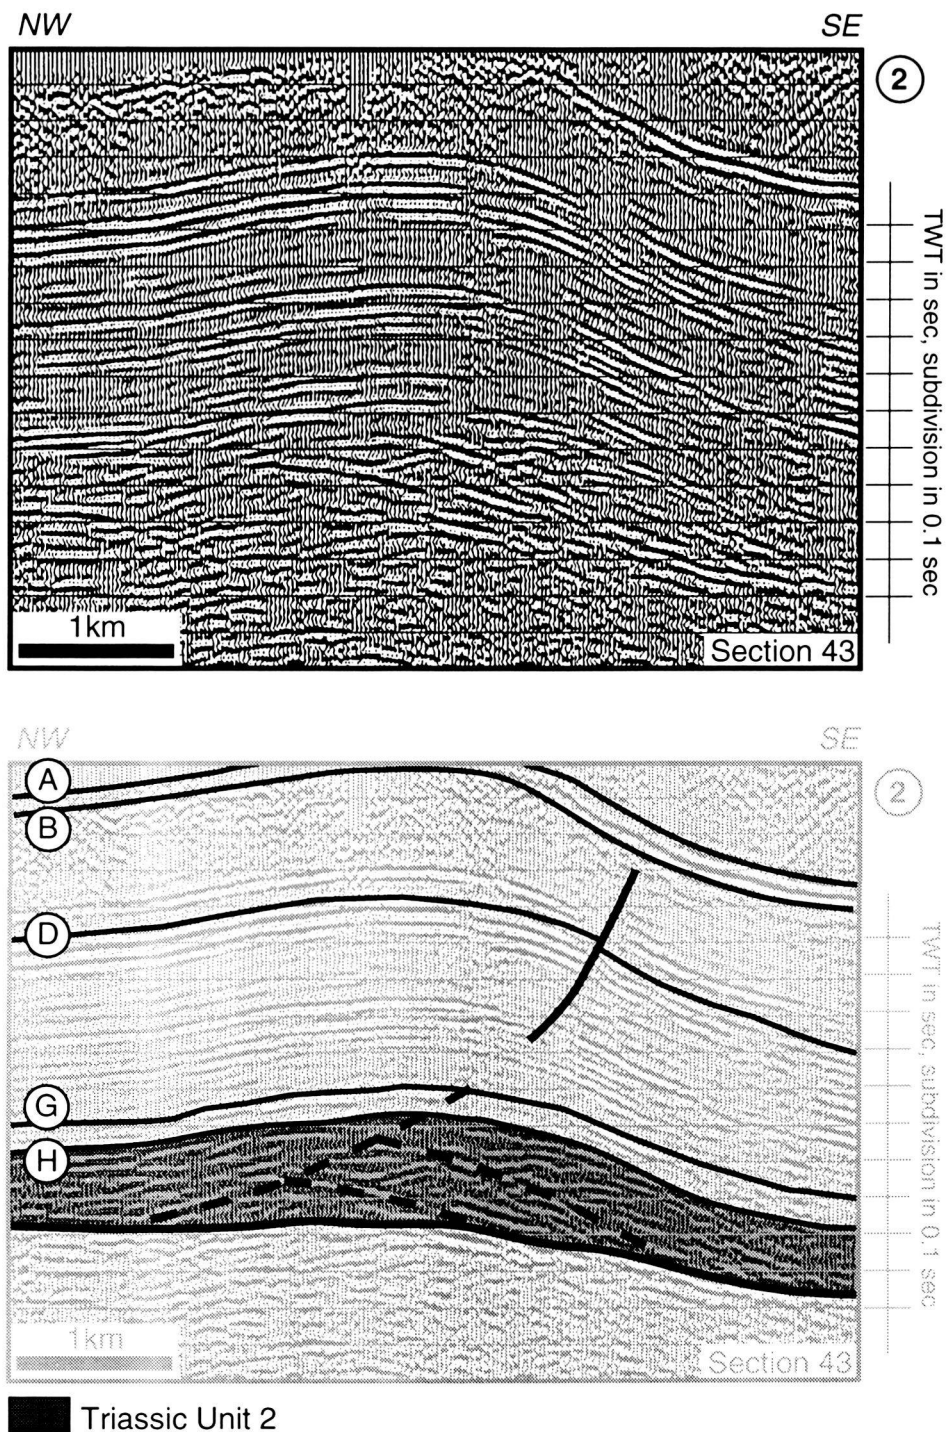 NW SE
2
TWT in sec, subdivision in 0.1 sec
1km
Section 43
NW SE
2
A
B
D
G
H
TWT in sec, subdivision in 0.1 sec
1km
Section 43
Triassic Unit 2